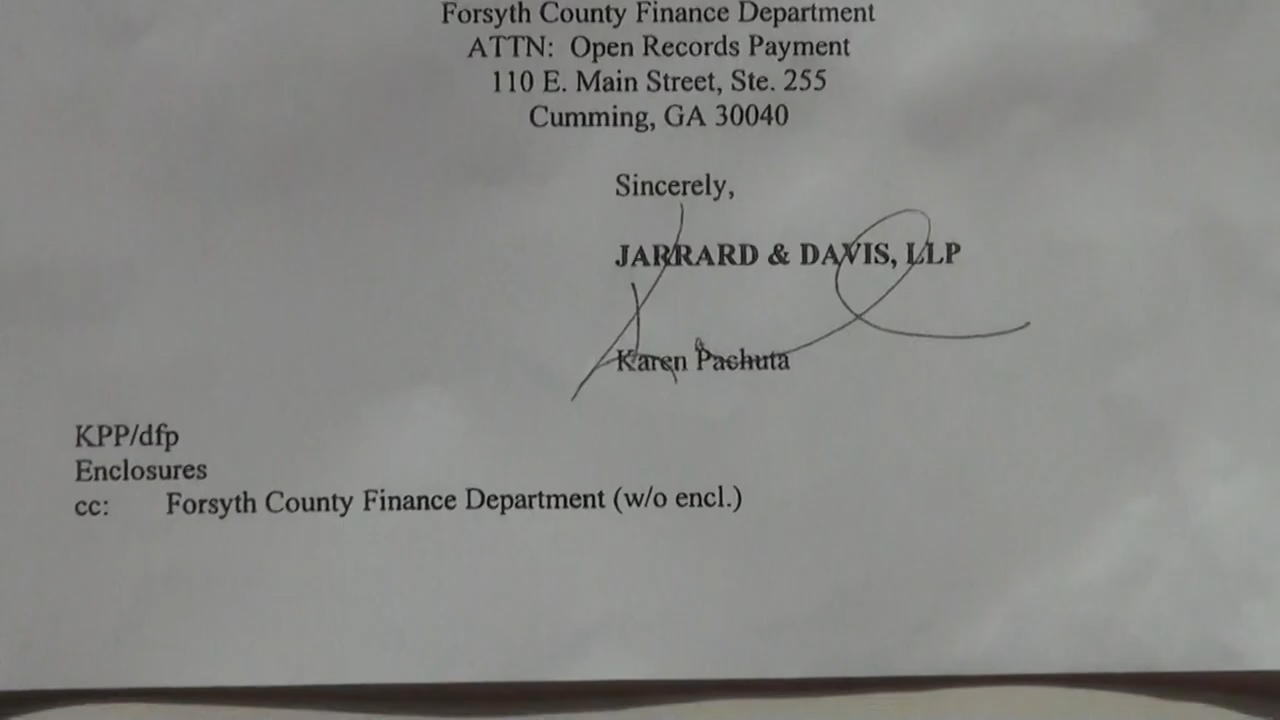 Forsyth County Finance Department
ATTN: Open Records Payment
110 E. Main Street, Ste. 255
Cumming, GA 30040
Sincerely,
JARRARD & DAVIS, LLP
Karen Pachuta
KPP/dfp
Enclosures
cc: Forsyth County Finance Department (w/o encl.)